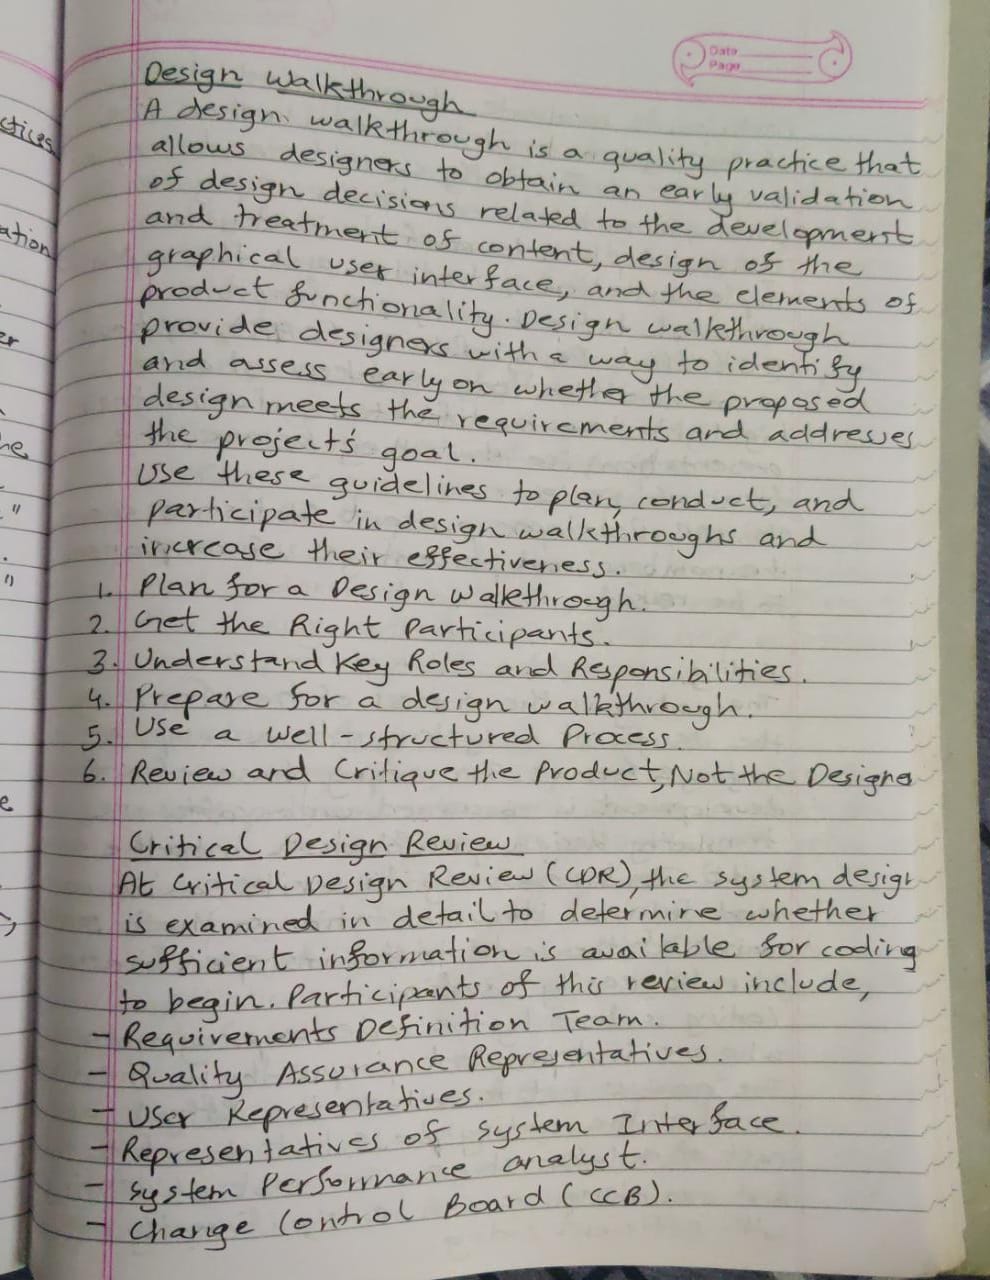 Date
Page
Design Walkthrough
A design walkthrough is a quality practice that
allows designers to obtain an early validation
of design decisions related to the development
and treatment of content, design of the
graphical user interface, and the elements of
product functionality. Design walkthrough
provide designers with a way to identify
and assess early on whether the proposed
design meets the requirements and addresses
the project's goal.
Use these guidelines to plan, conduct, and
participate in design walkthroughs and
increase their effectiveness.
1. Plan for a Design Walkthrough.
2. Get the Right Participants.
3. Understand Key Roles and Responsibilities.
4. Prepare for a design walkthrough.
5. Use a well-structured Process.
6. Review and Critique the Product, Not the Designe
Critical Design Review
At Critical Design Review (CDR), the system desig
is examined in detail to determine whether
sufficient information is available for coding
to begin. Participants of this review include,
- Requirements Definition Team.
- Quality Assurance Representatives.
- User Representatives.
- Representatives of System Interface.
- System Performance analyst.
- Change Control Board (CCB).